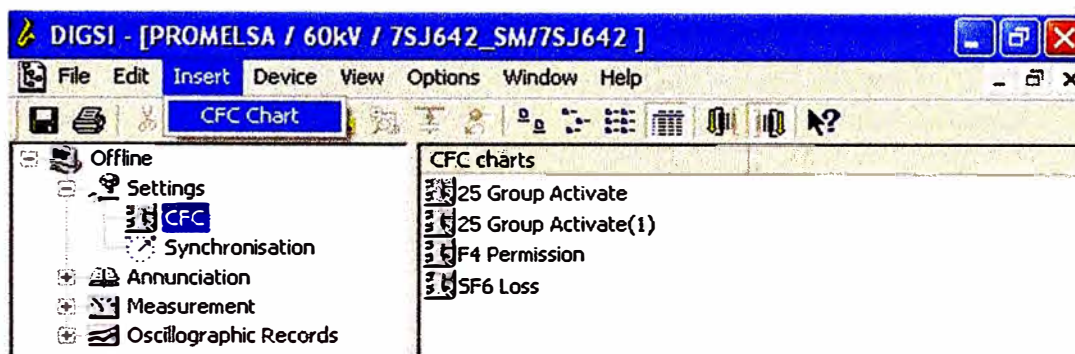 DIGSI - [PROMELSA / 60kV / 7SJ642_SM/7SJ642 ]
File Edit Insert Device View Options Window Help
CFC Chart
Offline
Settings
CFC
Synchronisation
Annunciation
Measurement
Oscillographic Records
CFC charts
25 Group Activate
25 Group Activate(1)
F4 Permission
SF6 Loss